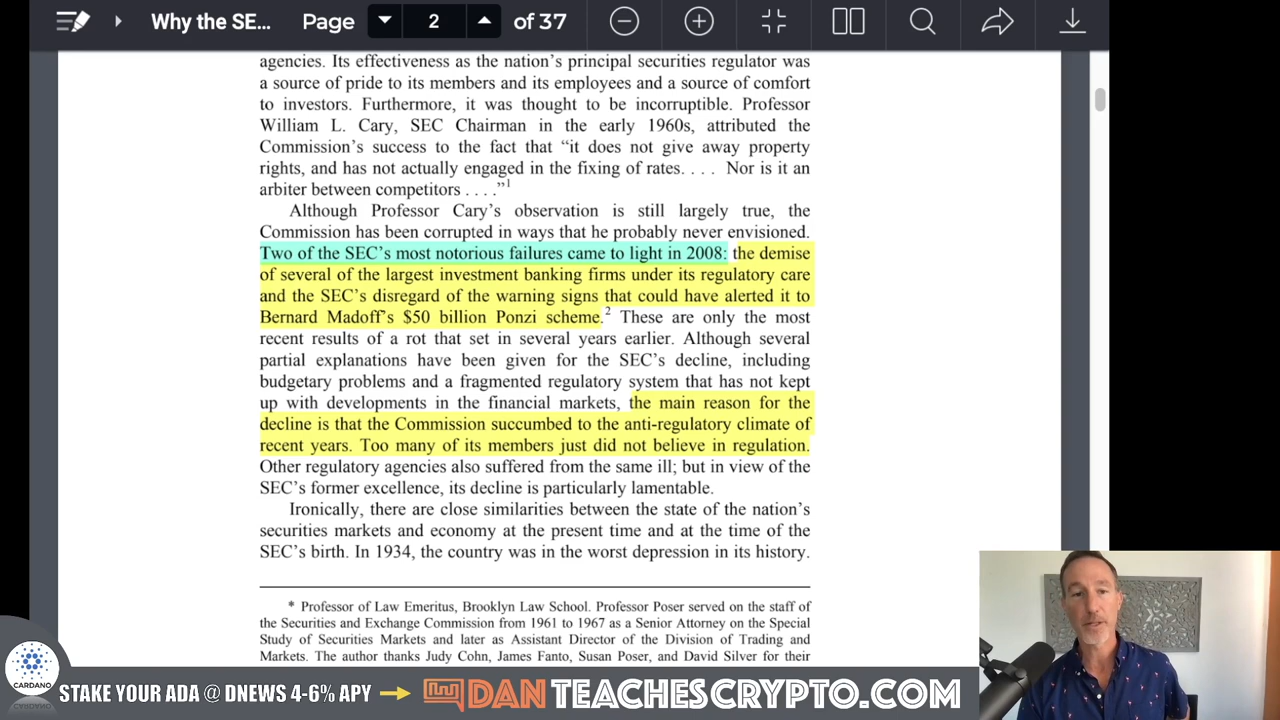 Why the SE...
Page 2 of 37
agencies. Its effectiveness as the nation's principal securities regulator was
a source of pride to its members and its employees and a source of comfort
to investors. Furthermore, it was thought to be incorruptible. Professor
William L. Cary, SEC Chairman in the early 1960s, attributed the
Commission's success to the fact that “it does not give away property
rights, and has not actually engaged in the fixing of rates. . . . Nor is it an
arbiter between competitors . . . .”1
Although Professor Cary's observation is still largely true, the
Commission has been corrupted in ways that he probably never envisioned.
Two of the SEC's most notorious failures came to light in 2008: the demise
of several of the largest investment banking firms under its regulatory care
and the SEC's disregard of the warning signs that could have alerted it to
Bernard Madoff's $50 billion Ponzi scheme.2 These are only the most
recent results of a rot that set in several years earlier. Although several
partial explanations have been given for the SEC's decline, including
budgetary problems and a fragmented regulatory system that has not kept
up with developments in the financial markets, the main reason for the
decline is that the Commission succumbed to the anti-regulatory climate of
recent years. Too many of its members just did not believe in regulation.
Other regulatory agencies also suffered from the same ill; but in view of the
SEC's former excellence, its decline is particularly lamentable.
Ironically, there are close similarities between the state of the nation's
securities markets and economy at the present time and at the time of the
SEC's birth. In 1934, the country was in the worst depression in its history.
* Professor of Law Emeritus, Brooklyn Law School. Professor Poser served on the staff of
the Securities and Exchange Commission from 1961 to 1967 as a Senior Attorney on the Special
Study of Securities Markets and later as Assistant Director of the Division of Trading and
Markets. The author thanks Judy Cohn, James Fanto, Susan Poser, and David Silver for their
CARDANO
STAKE YOUR ADA @ DNEWS 4-6% APY
DANTEACHESCRYPTO.COM